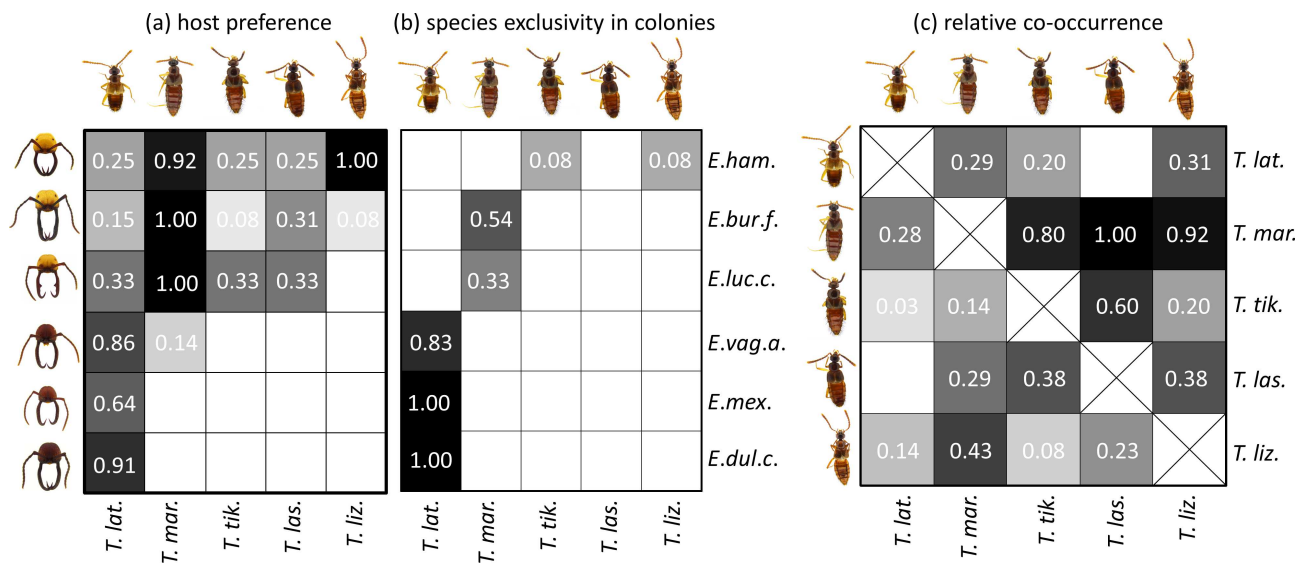 (a) host preference
(b) species exclusivity in colonies
(c) relative co-occurrence
0.25 0.92 0.25 0.25 1.00
0.15 1.00 0.08 0.31 0.08
0.33 1.00 0.33 0.33
0.86 0.14
0.64
0.91
T. lat. T. mar. T. tik. T. las. T. liz.
0.08 0.08 E.ham.
0.54 E.bur.f.
0.33 E.luc.c.
0.83 E.vag.a.
1.00 E.mex.
1.00 E.dul.c.
T. lat. T. mar. T. tik. T. las. T. liz.
0.29 0.20 0.31 T. lat.
0.28 0.80 1.00 0.92 T. mar.
0.03 0.14 0.60 0.20 T. tik.
0.29 0.38 0.38 T. las.
0.14 0.43 0.08 0.23 T. liz.
T. lat. T. mar. T. tik. T. las. T. liz.